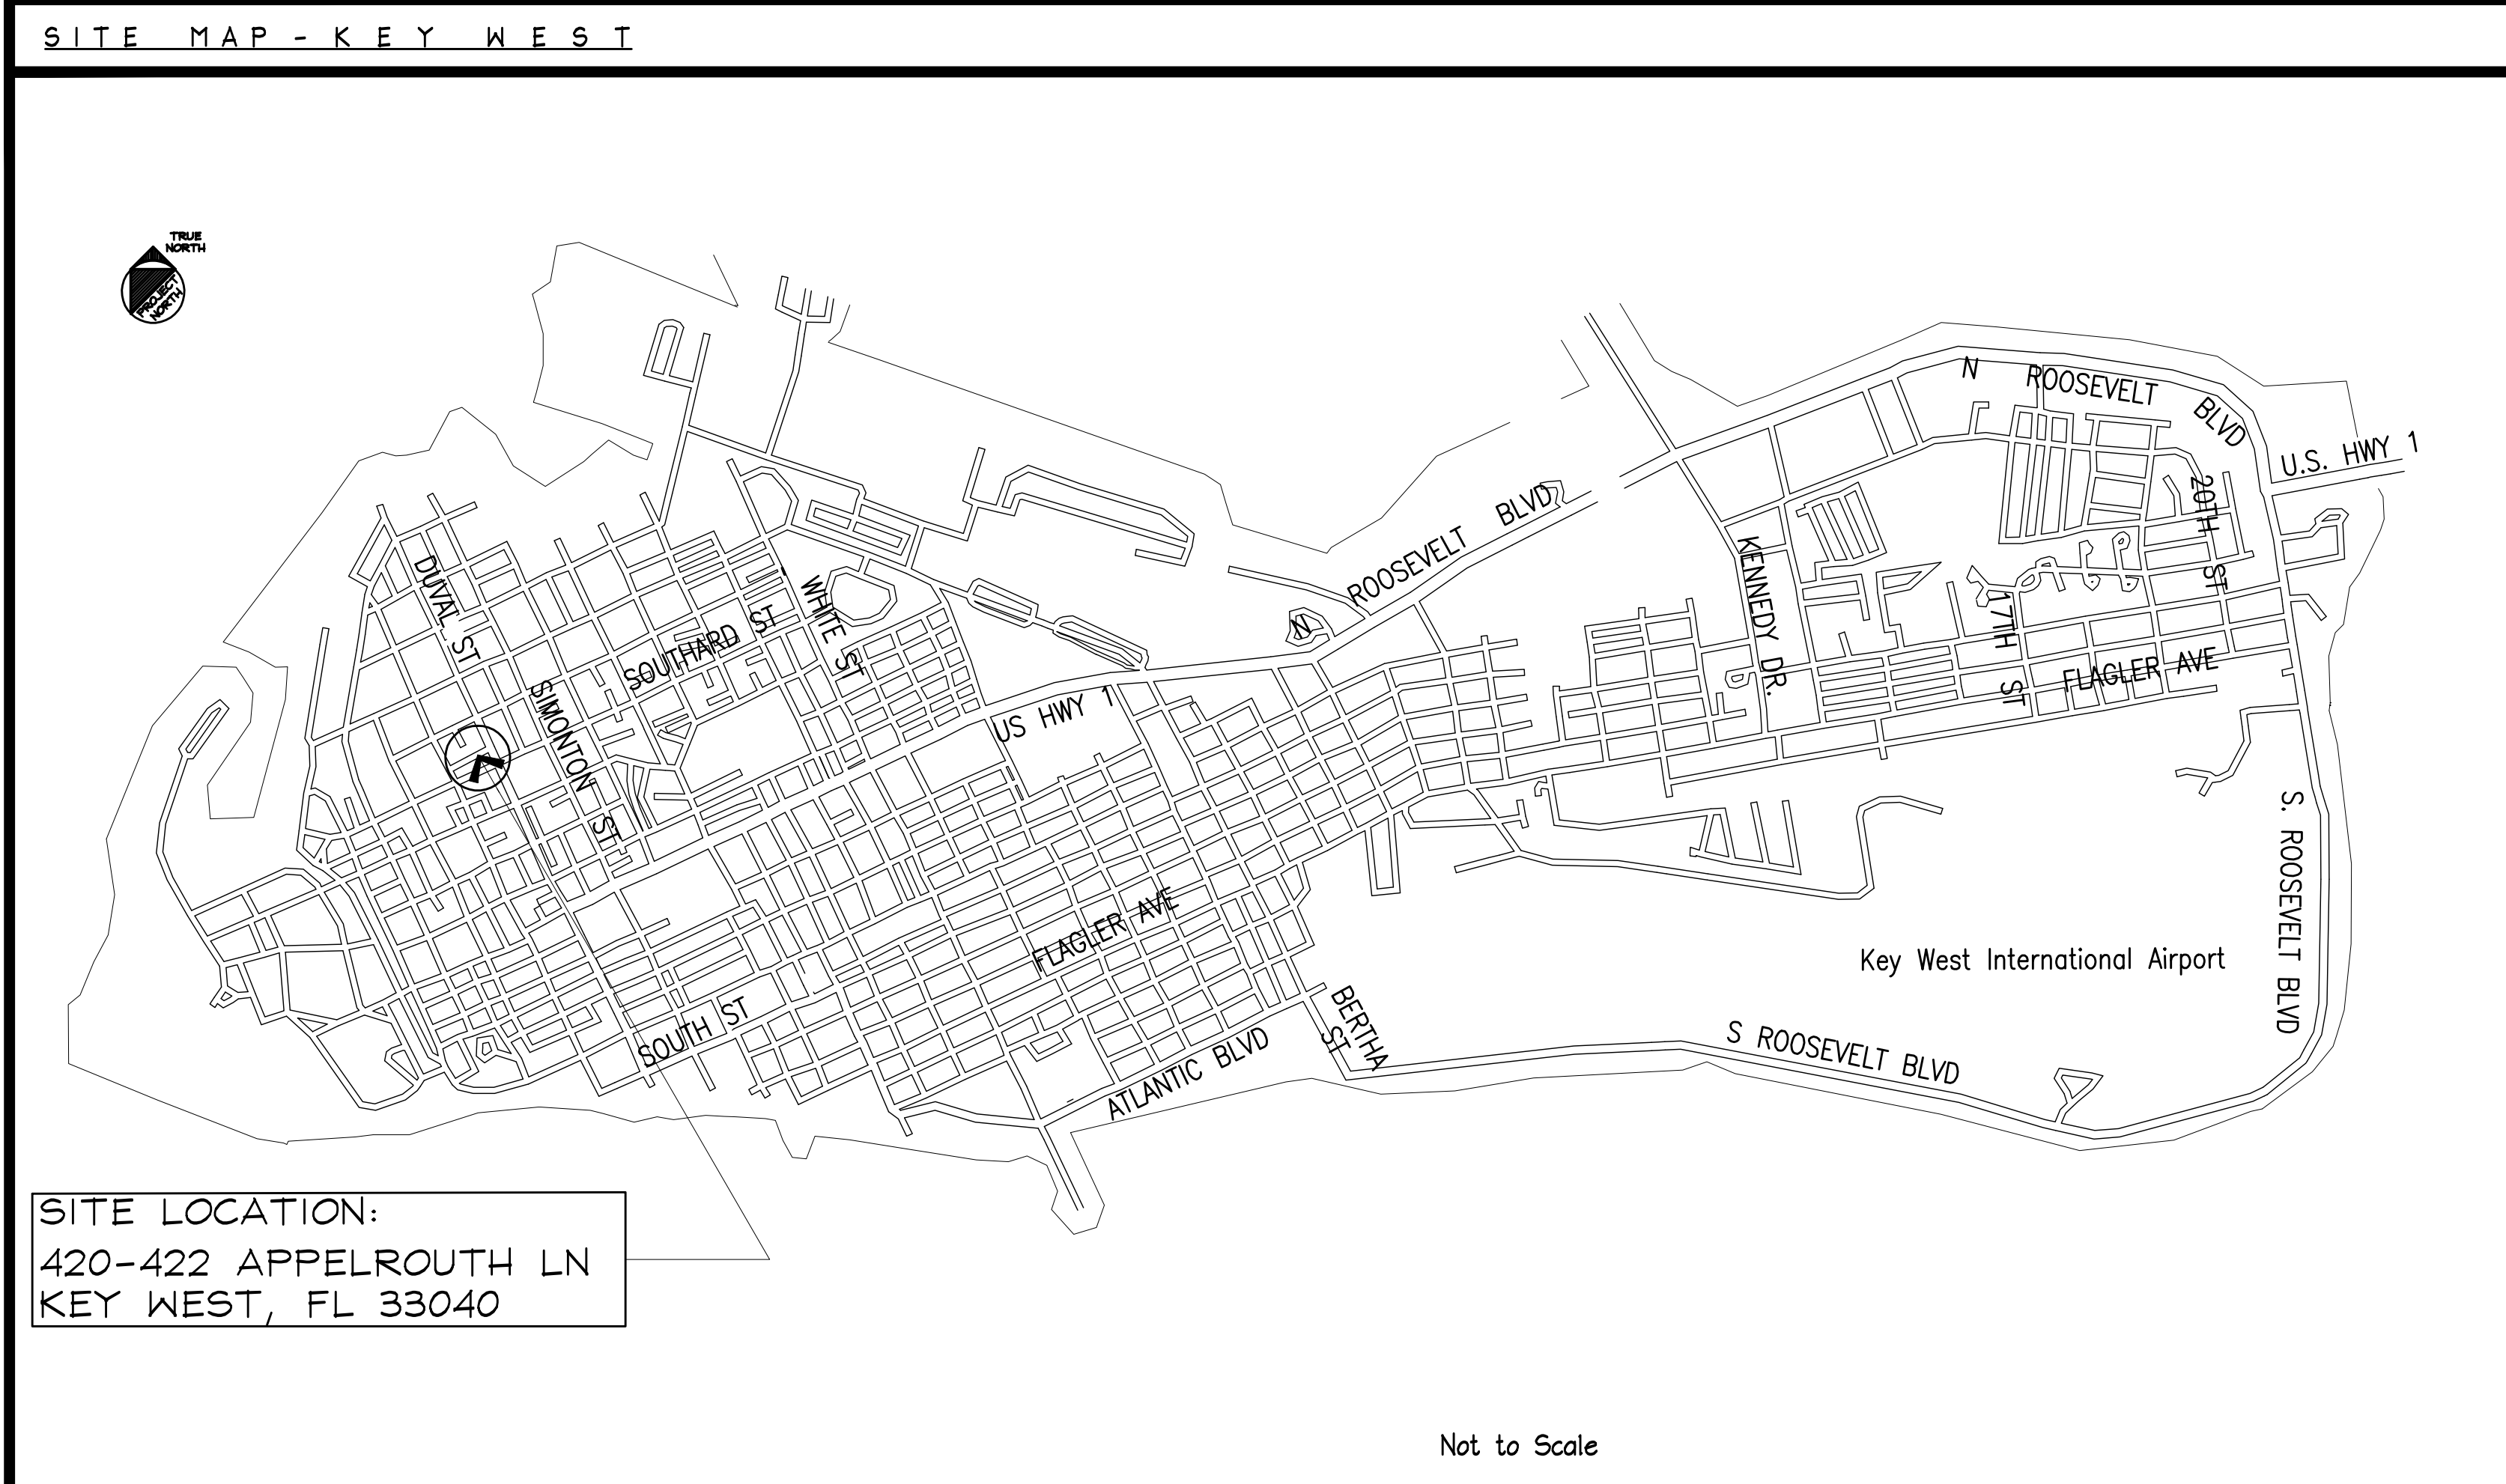 SITE MAP-KEY WEST
TRUE
NORTH
PROJECT
NORTH
N ROOSEVELT BLVD
U.S. HWY 1
20TH ST
N ROOSEVELT BLVD
KENNEDY DR.
17TH ST
FLAGLER AVE
DUVAL ST
WHITE ST
SOUTHARD ST
SIMONTON ST
US HWY 1
S. ROOSEVELT BLVD
FLAGLER AVE
Key West International Airport
SOUTH ST
BERTHA ST
ATLANTIC BLVD
S ROOSEVELT BLVD
SITE LOCATION:
420-422 APPELROUTH LN
KEY WEST, FL 33040
Not to Scale